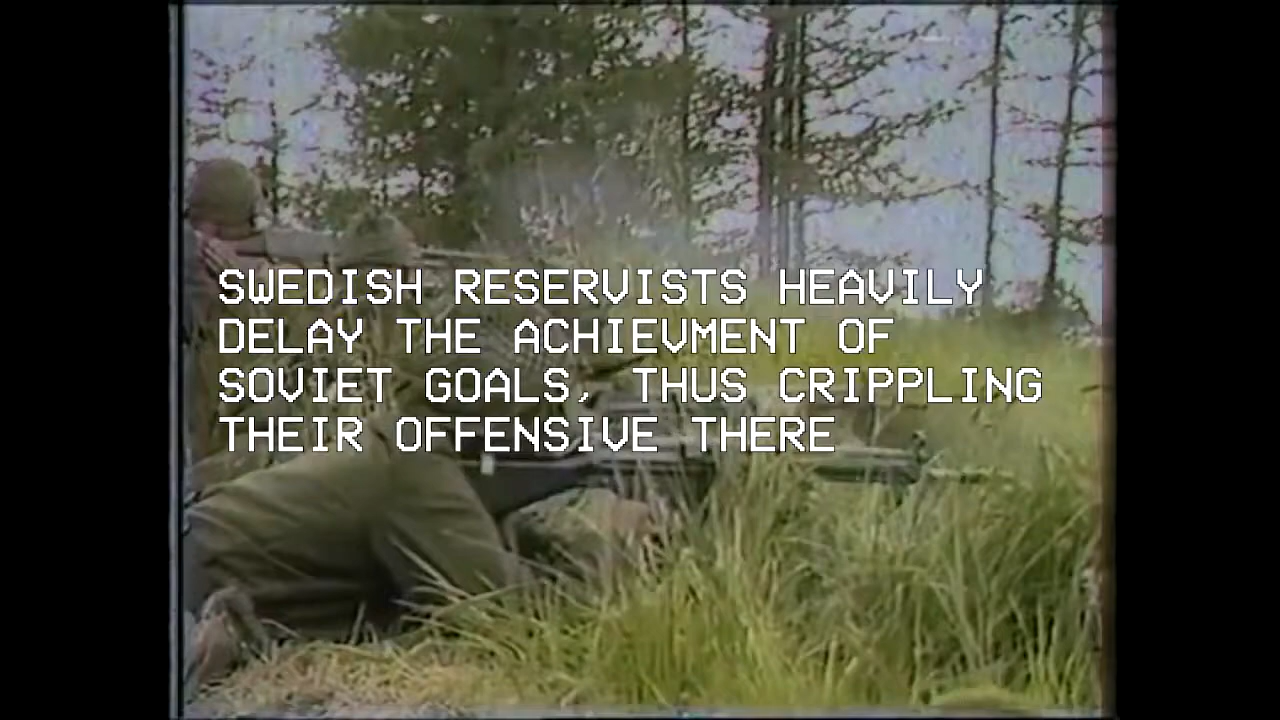 SWEDISH RESERVISTS HEAVILY
DELAY THE ACHIEVMENT OF
SOVIET GOALS, THUS CRIPPLING
THEIR OFFENSIVE THERE